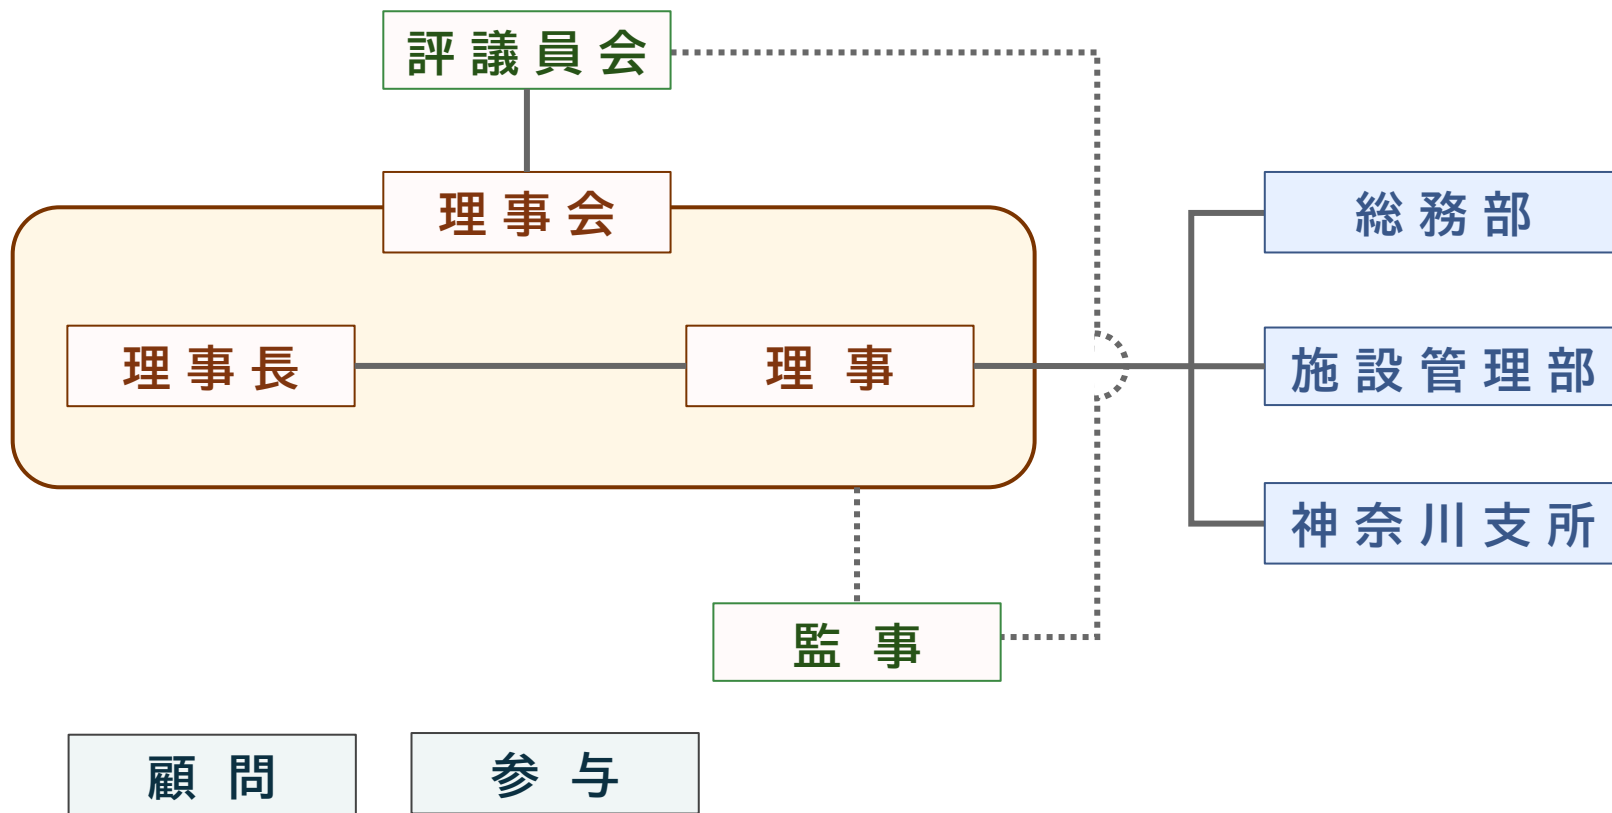 評議員会
理事会
総務部
理事長
理事
施設管理部
神奈川支所
監事
顧問
参与